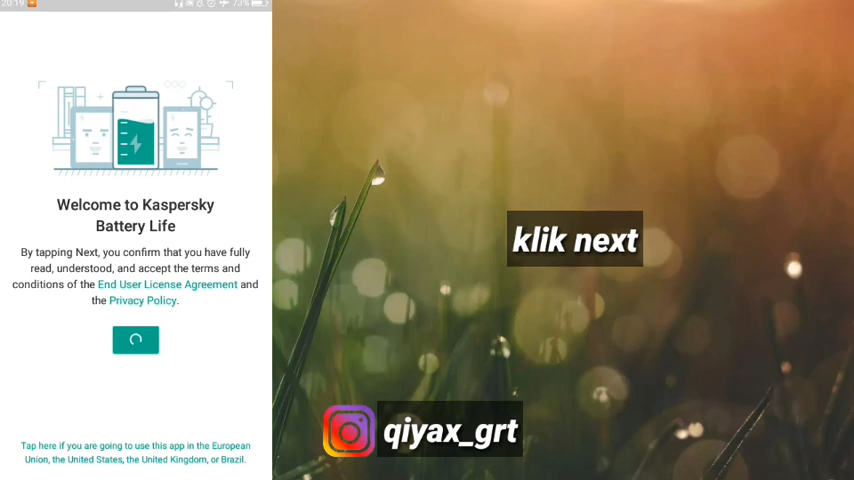 20:19
73%
Welcome to Kaspersky
Battery Life
By tapping Next, you confirm that you have fully
read, understood, and accept the terms and
conditions of the End User License Agreement and
the Privacy Policy.
Tap here if you are going to use this app in the European
Union, the United States, the United Kingdom, or Brazil.
klik next
qiyax_grt